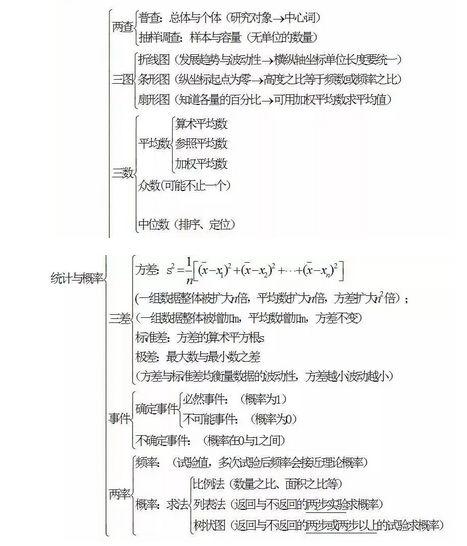 普查：总体与个体（研究对象→中心词）
两查
抽样调查：样本与容量（无单位的数量）
折线图（发展趋势与波动性→横纵轴坐标单位长度要统一）
三图 条形图（纵坐标起点为零→高度之比等于频数或频率之比）
扇形图（知道各量的百分比→可用加权平均数求平均值）
算术平均数
平均数 参照平均数
加权平均数
三数
众数(可能不止一个）
中位数（排序、定位）
方差：s²=1/n[(x̄-x₁)²+(x̄-x₂)²+…+(x̄-xₙ)²]
统计与概率
(一组数据整体被扩大n倍，平均数扩大n倍，方差扩大n²倍）；
三差 (一组数据整体被增加m，平均数增加m，方差不变）
标准差：方差的算术平方根s
极差：最大数与最小数之差
(方差与标准差均衡量数据的波动性，方差越小波动越小）
必然事件：（概率为1）
确定事件
不可能事件：（概率为0）
事件
不确定事件：（概率在0与1之间）
频率：（试验值，多次试验后频率会接近理论概率）
比例法（数量之比、面积之比等）
两率
概率：求法 列表法（返回与不返回的两步实验求概率）
树状图（返回与不返回的两步或两步以上的试验求概率）